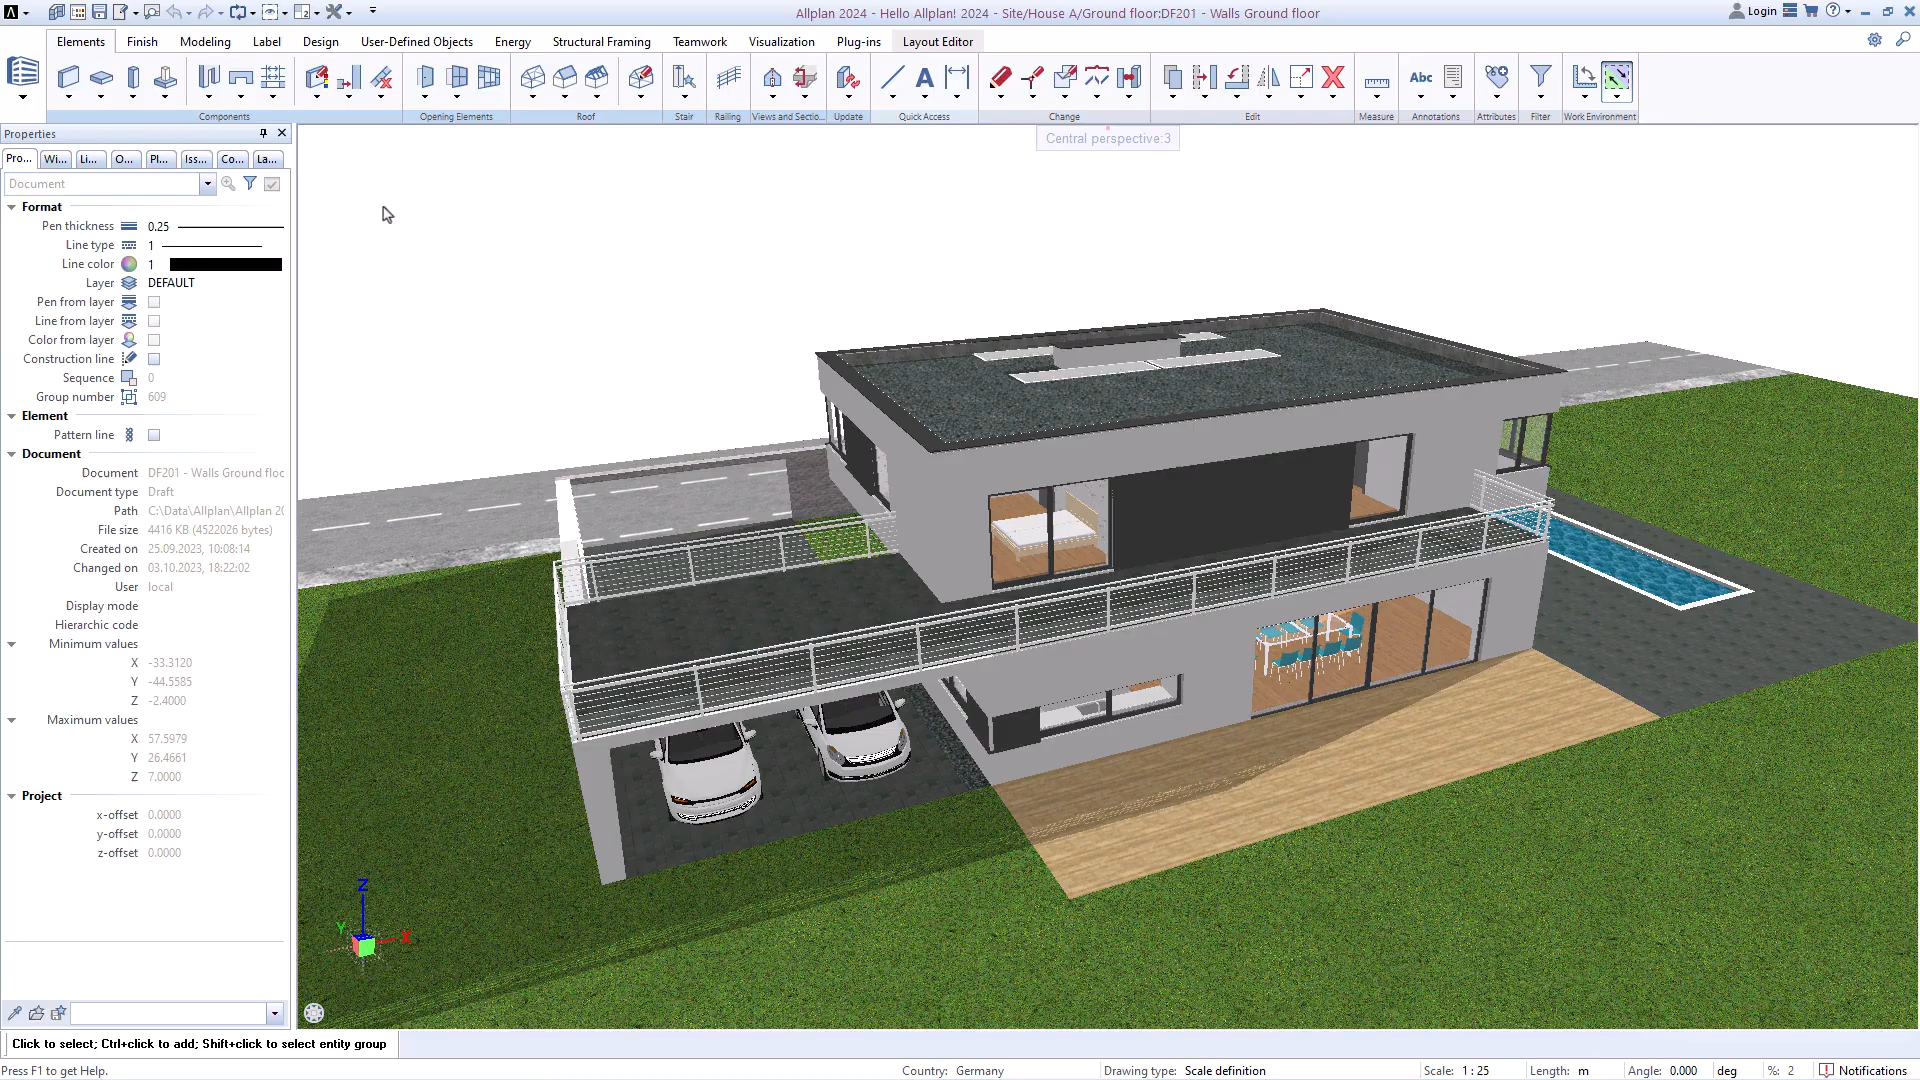 Allplan 2024 - Hello Allplan! 2024 - Site/House A/Ground floor:DF201 - Walls Ground floor
Login
Elements Finish Modeling Label Design User-Defined Objects Energy Structural Framing Teamwork Visualization Plug-ins Layout Editor
Abc
Components Opening Elements Roof Stair Railing Views and Sectio... Update Quick Access Change Edit Measure Annotations Attributes Filter Work Environment
Properties
Central perspective:3
Pro... Wi... Li... O... Pl... Iss... Co... La...
Document
Format
Pen thickness 0.25
Line type 1
Line color 1
Layer DEFAULT
Pen from layer
Line from layer
Color from layer
Construction line
Sequence 0
Group number 609
Element
Pattern line
Document
Document DF201 - Walls Ground floo
Document type Draft
Path C:\Data\Allplan\Allplan 20
File size 4416 KB (4522026 bytes)
Created on 25.09.2023, 10:08:14
Changed on 03.10.2023, 18:22:02
User local
Display mode
Hierarchic code
Minimum values
X -33.3120
Y -44.5585
Z -2.4000
Maximum values
X 57.5979
Y 26.4661
Z 7.0000
Project
x-offset 0.0000
y-offset 0.0000
z-offset 0.0000
Z
Y
X
Click to select; Ctrl+click to add; Shift+click to select entity group
Press F1 to get Help.
Country: Germany
Drawing type: Scale definition
Scale: 1 : 25
Length: m
Angle: 0.000 deg
%: 2
Notifications